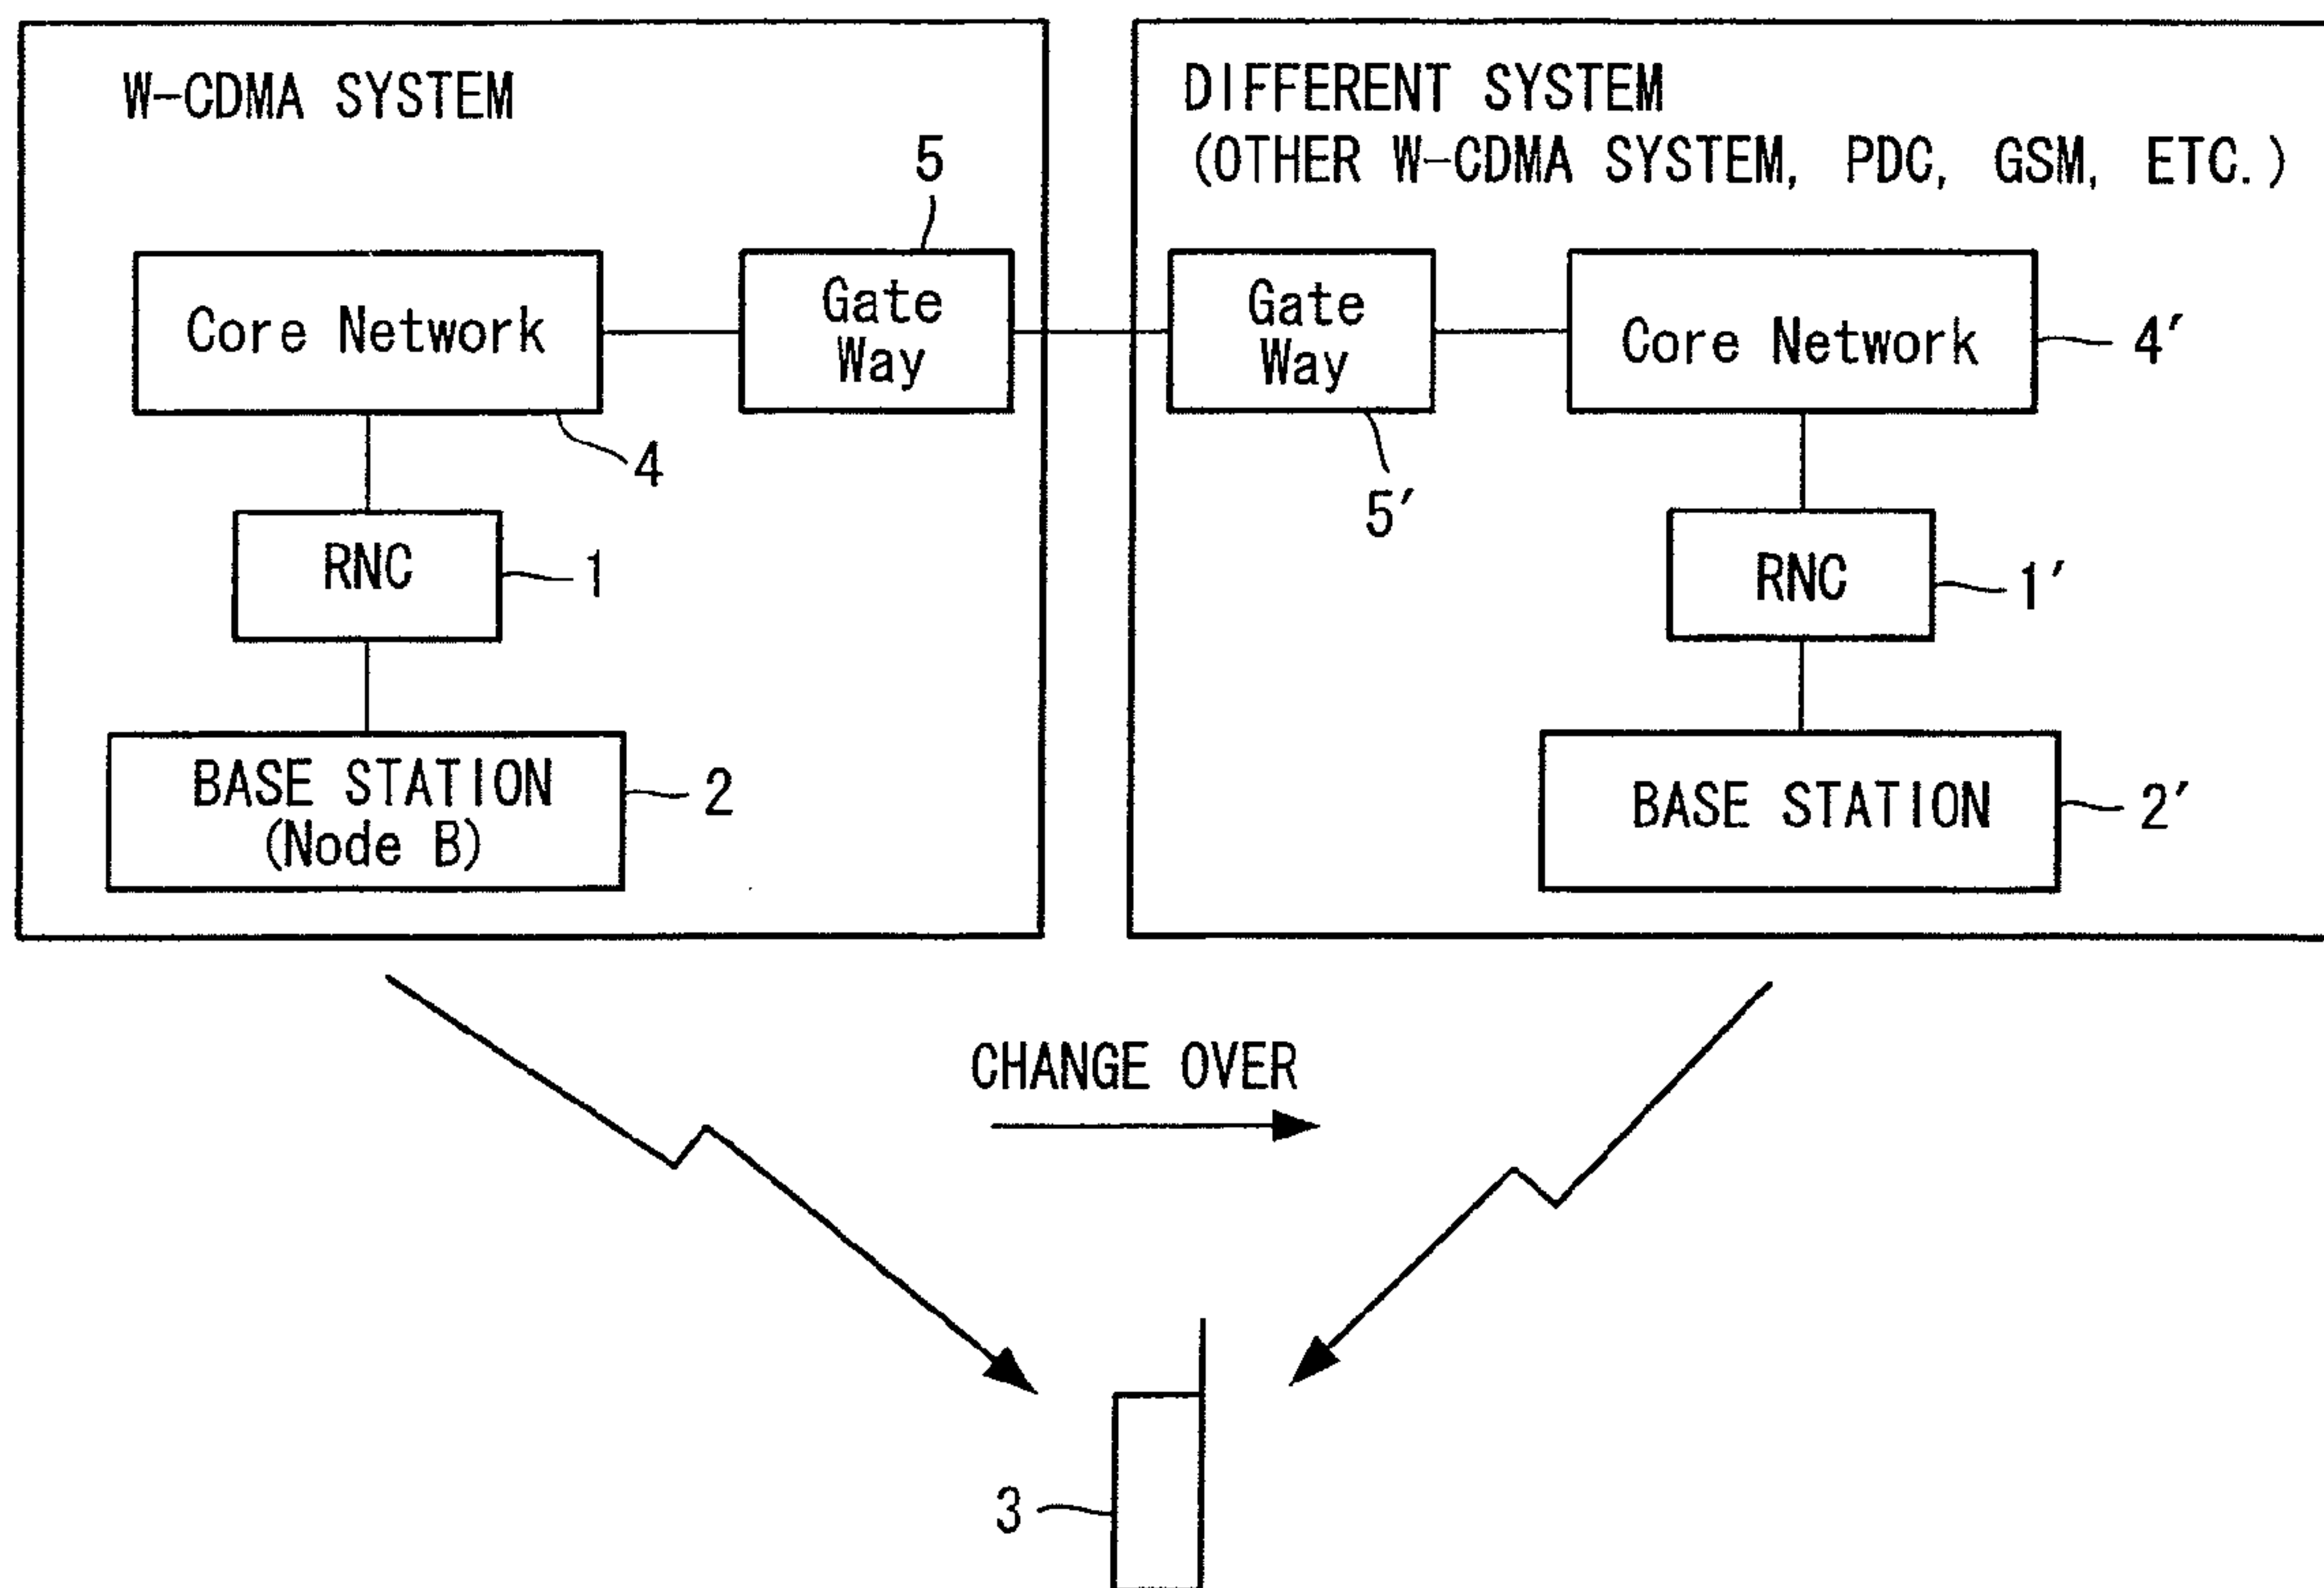 W-CDMA SYSTEM
5
Core Network
Gate
Way
4
RNC
1
BASE STATION
(Node B)
2
DIFFERENT SYSTEM
(OTHER W-CDMA SYSTEM, PDC, GSM, ETC.)
Gate
Way
Core Network
4'
5'
RNC
1'
BASE STATION
2'
CHANGE OVER
3